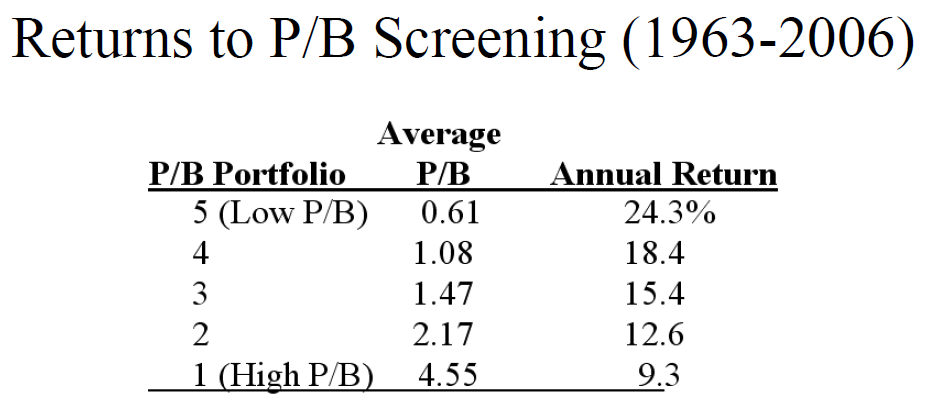 Returns to P/B Screening (1963-2006)
Average
P/B Portfolio P/B Annual Return
5 (Low P/B) 0.61 24.3%
4 1.08 18.4
3 1.47 15.4
2 2.17 12.6
1 (High P/B) 4.55 9.3